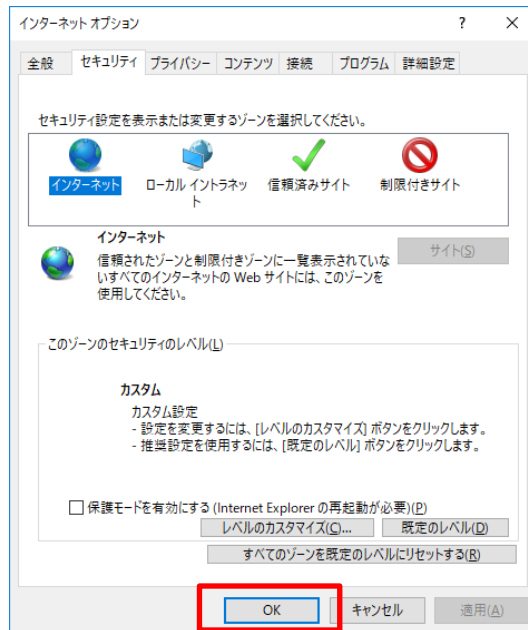 インターネット オプション ? ×
全般 セキュリティ プライバシー コンテンツ 接続 プログラム 詳細設定
セキュリティ設定を表示または変更するゾーンを選択してください。
インターネット ローカル イントラネッ 信頼済みサイト 制限付きサイト
ト
インターネット
サイト(S)
信頼されたゾーンと制限付きゾーンに一覧表示されていな
いすべてのインターネットの Web サイトには、このゾーンを
使用してください。
このゾーンのセキュリティのレベル(L)
カスタム
カスタム設定
- 設定を変更するには、[レベルのカスタマイズ] ボタンをクリックします。
- 推奨設定を使用するには、[既定のレベル] ボタンをクリックします。
保護モードを有効にする (Internet Explorer の再起動が必要)(P)
レベルのカスタマイズ(C)... 既定のレベル(D)
すべてのゾーンを既定のレベルにリセットする(R)
OK キャンセル 適用(A)